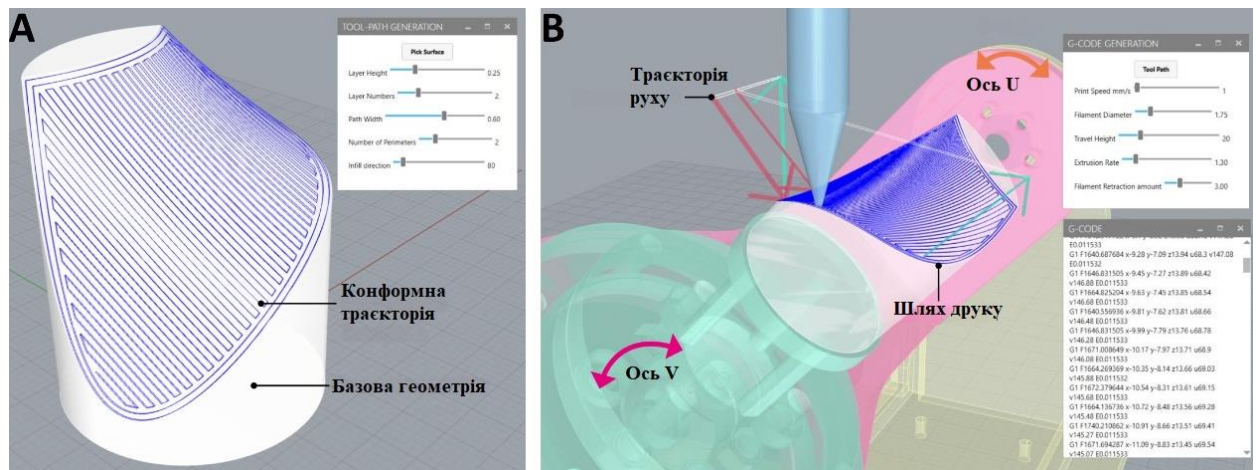 A
TOOL-PATH GENERATION
Pick Surface
Layer Height 0.25
Layer Numbers 2
Path Width 0.60
Number of Perimeters 2
Infill direction 80
Конформна
траєкторія
Базова геометрія
B
Траєкторія
руху
Ось U
G-CODE GENERATION
Tool Path
Print Speed mm/s 1
Filament Diameter 1.75
Travel Height 20
Extrusion Rate 1.30
Filament Retraction amount 3.00
Шлях друку
Ось V
G-CODE
E0.011533
G1 F1640.687684 x-9.28 y-7.09 z13.94 u68.3 v147.08
E0.011532
G1 F1646.831505 x-9.45 y-7.27 z13.89 u68.42
v146.88 E0.011533
G1 F1664.825204 x-9.63 y-7.45 z13.85 u68.54
v146.68 E0.011533
G1 F1640.556936 x-9.81 y-7.62 z13.81 u68.66
v146.48 E0.011533
G1 F1646.831505 x-9.99 y-7.79 z13.76 u68.78
v146.28 E0.011533
G1 F1671.008649 x-10.17 y-7.97 z13.71 u68.9
v146.08 E0.011533
G1 F1664.269369 x-10.35 y-8.14 z13.66 u69.03
v145.88 E0.011532
G1 F1672.379644 x-10.54 y-8.31 z13.61 u69.15
v145.68 E0.011533
G1 F1664.136736 x-10.72 y-8.48 z13.56 u69.28
v145.48 E0.011533
G1 F1740.210862 x-10.91 y-8.66 z13.51 u69.41
v145.27 E0.011533
G1 F1671.694287 x-11.09 y-8.83 z13.45 u69.54
v145.07 E0.011533